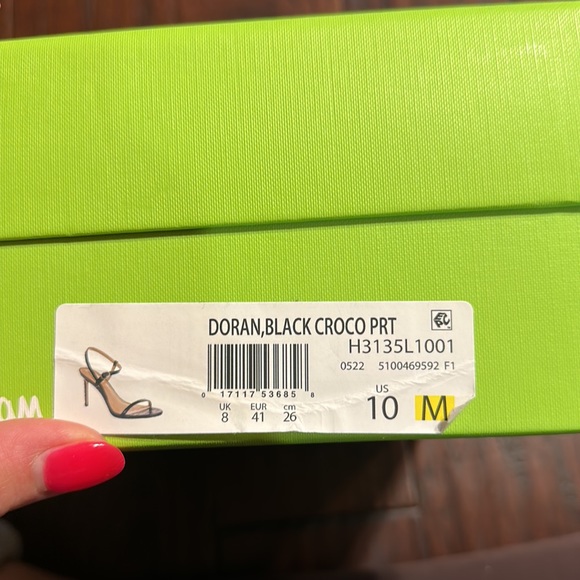 DORAN,BLACK CROCO PRT
H3135L1001
0522 5100469592 F1
0 17117 53685 8
UK EUR cm US
8 41 26 10 M